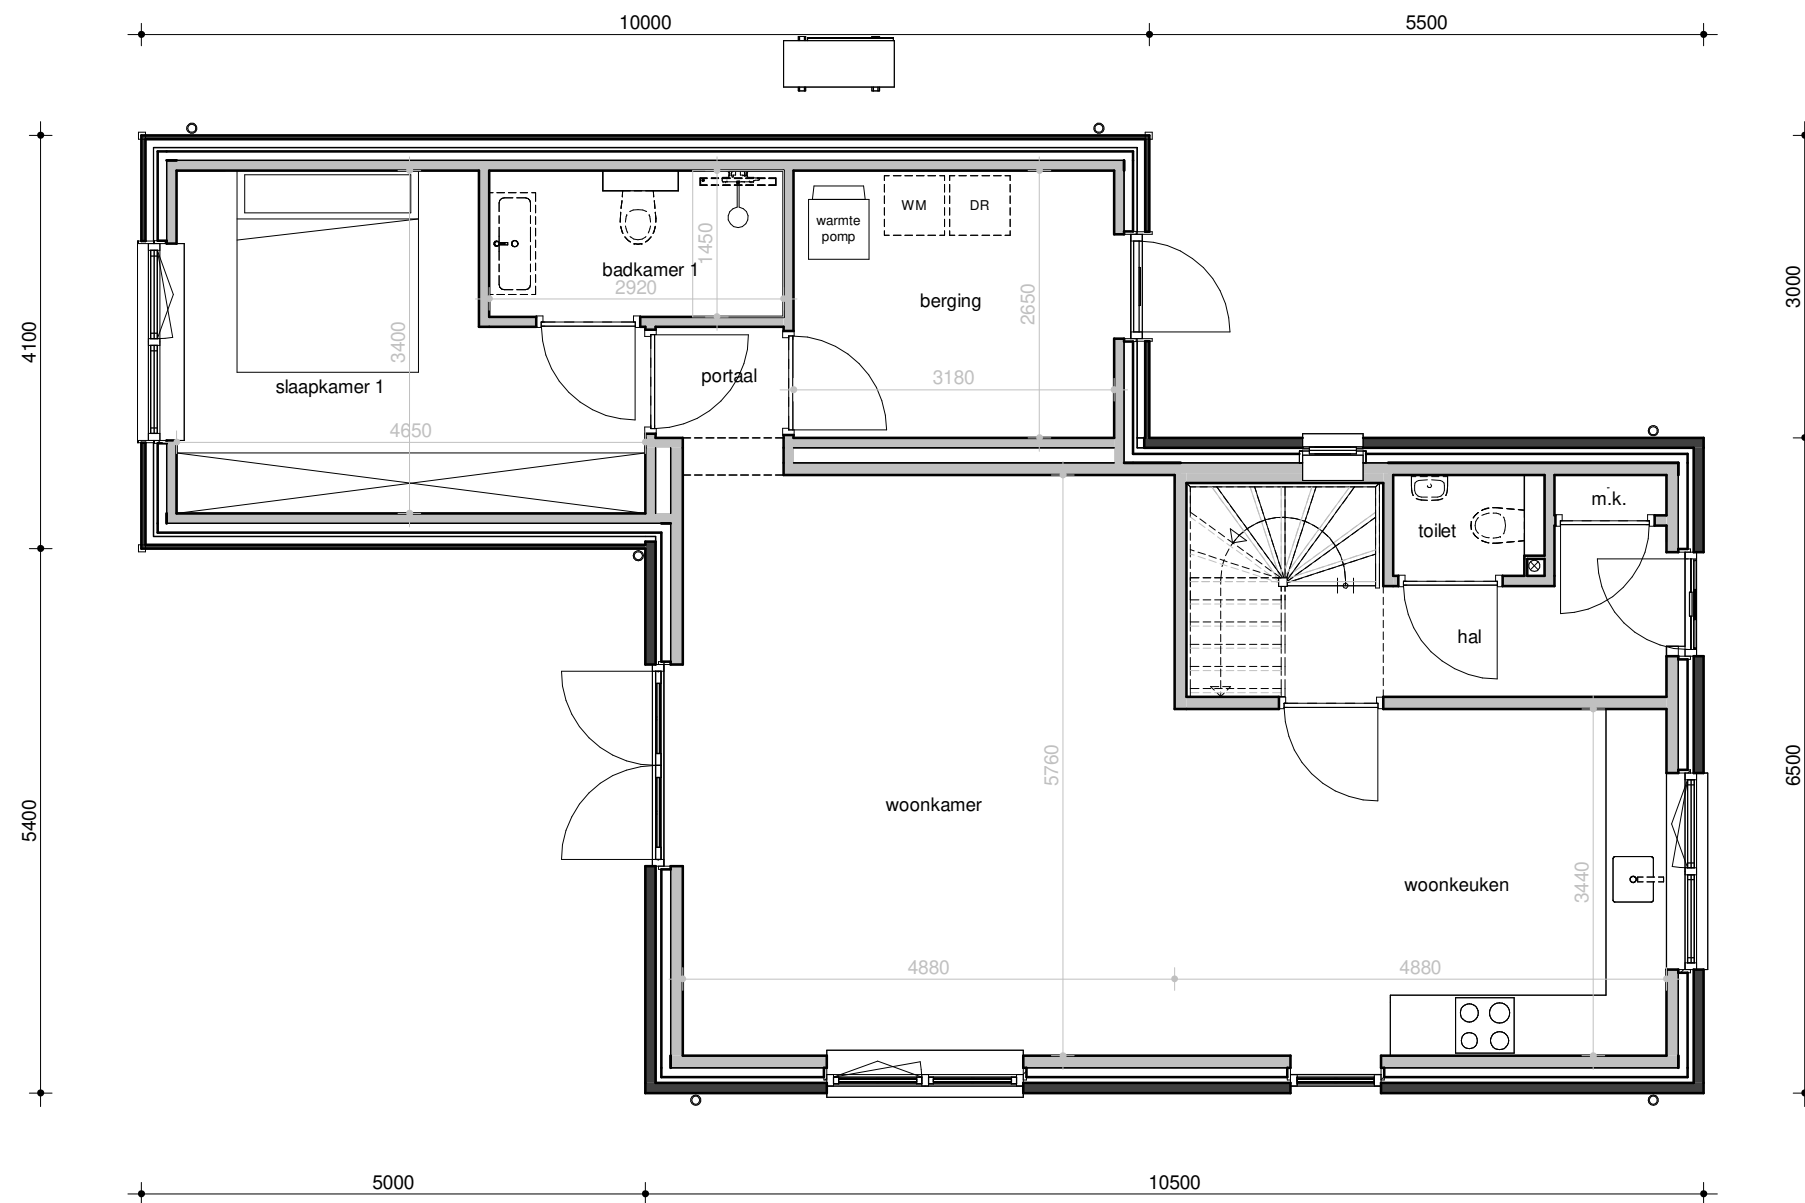 10000
5500
4100
5400
3000
6500
WM
DR
warmte
pomp
1450
badkamer 1
2920
berging
2650
3400
portaal
3180
slaapkamer 1
4650
m.k.
toilet
hal
5760
woonkamer
woonkeuken
3440
4880
4880
5000
10500